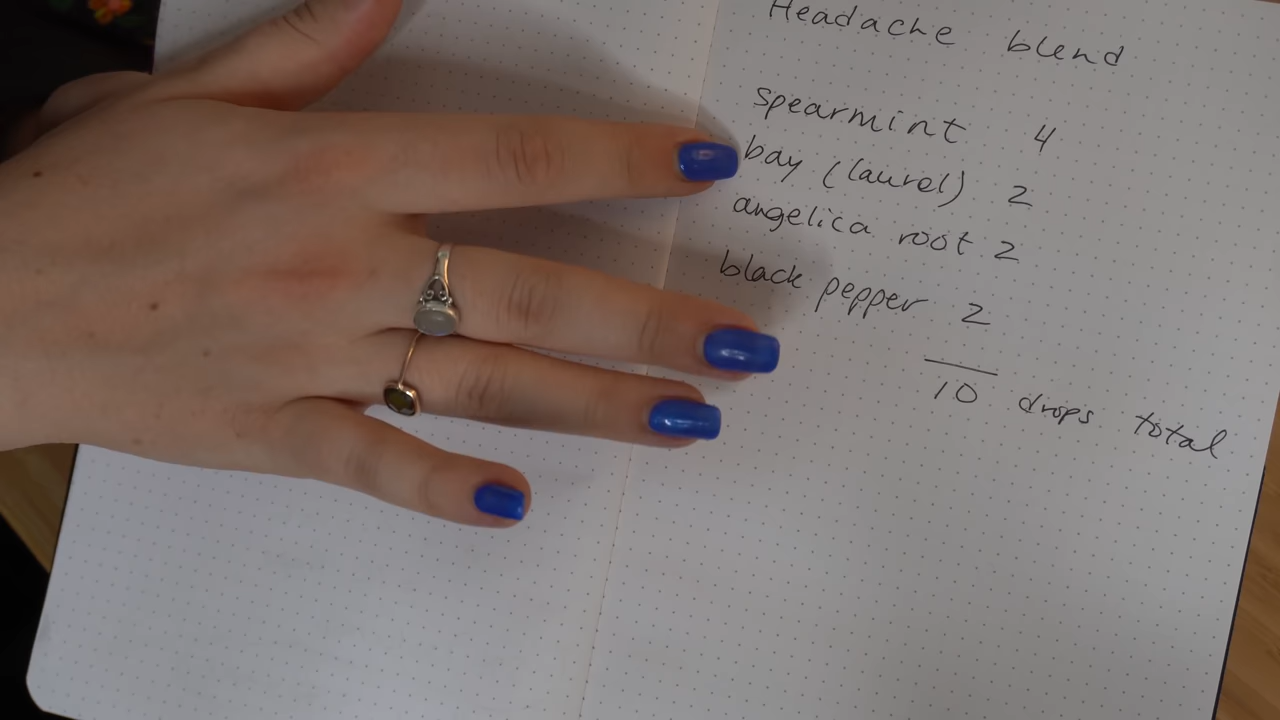 Headache blend
spearmint 4
bay (laurel) 2
angelica root 2
black pepper 2
10 drops total